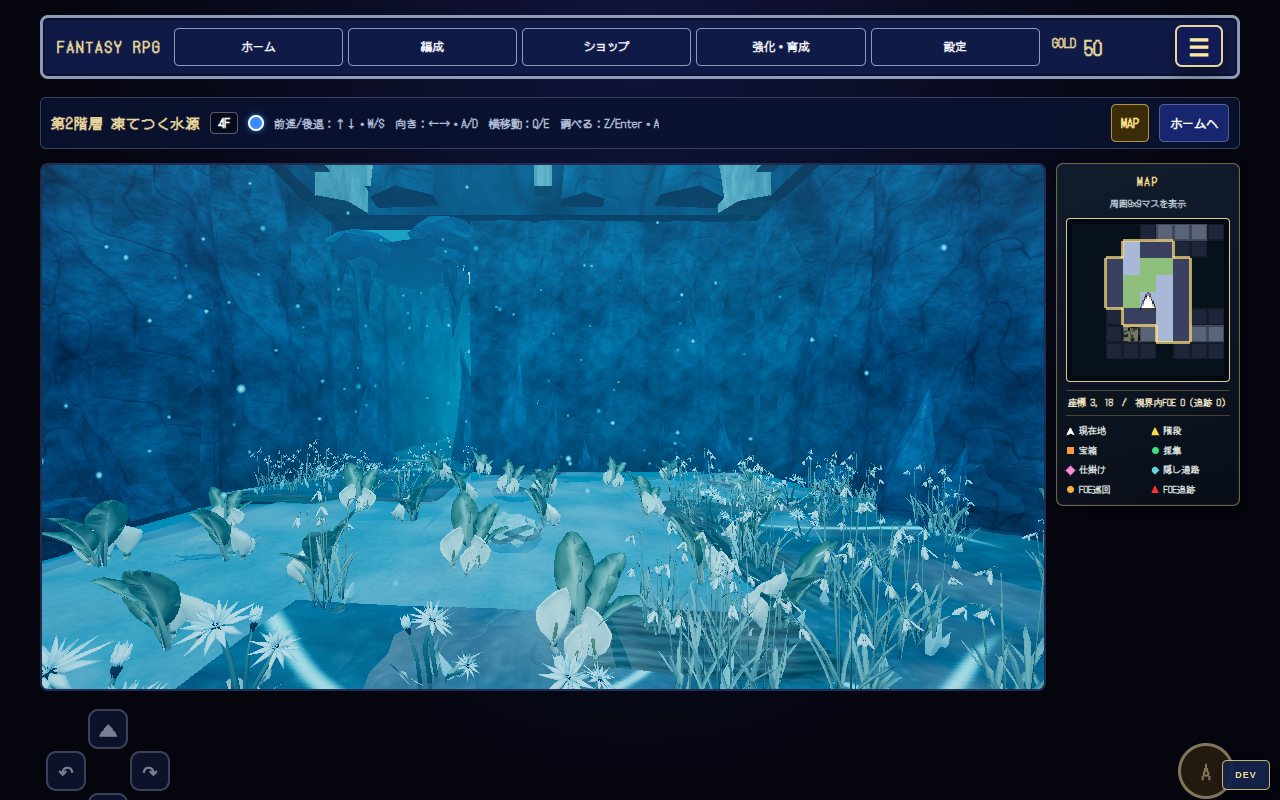 FANTASY RPG
ホーム
編成
ショップ
強化・育成
設定
GOLD 50
第2階層 凍てつく水源
4F
前進/後退：↑↓・W/S 向き：←→・A/D 横移動：Q/E 調べる：Z/Enter・A
MAP
ホームへ
MAP
周囲9x9マスを表示
座標 3, 18 / 視界内FOE 0 (追跡 0)
現在地
階段
宝箱
採集
仕掛け
隠し通路
FOE巡回
FOE追跡
A
DEV